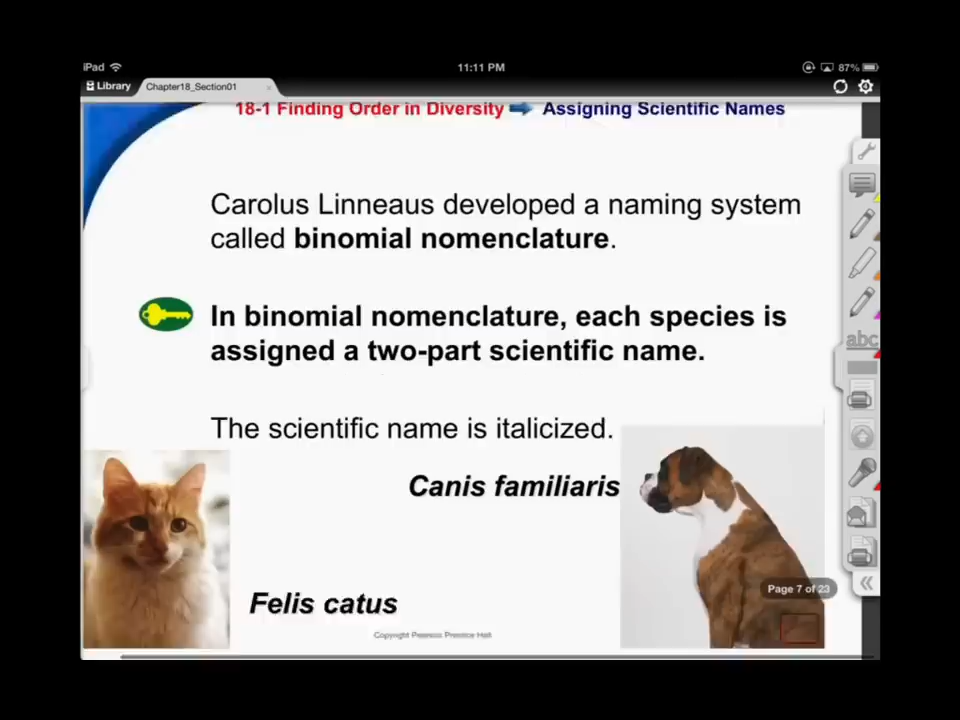 iPad
11:11 PM
87%
Library
Chapter18_Section01
18-1 Finding Order in Diversity
Assigning Scientific Names
Carolus Linneaus developed a naming system
called binomial nomenclature.
In binomial nomenclature, each species is
assigned a two-part scientific name.
The scientific name is italicized.
Canis familiaris
Felis catus
Page 7 of 23
Copyright Pearson Prentice Hall
abc